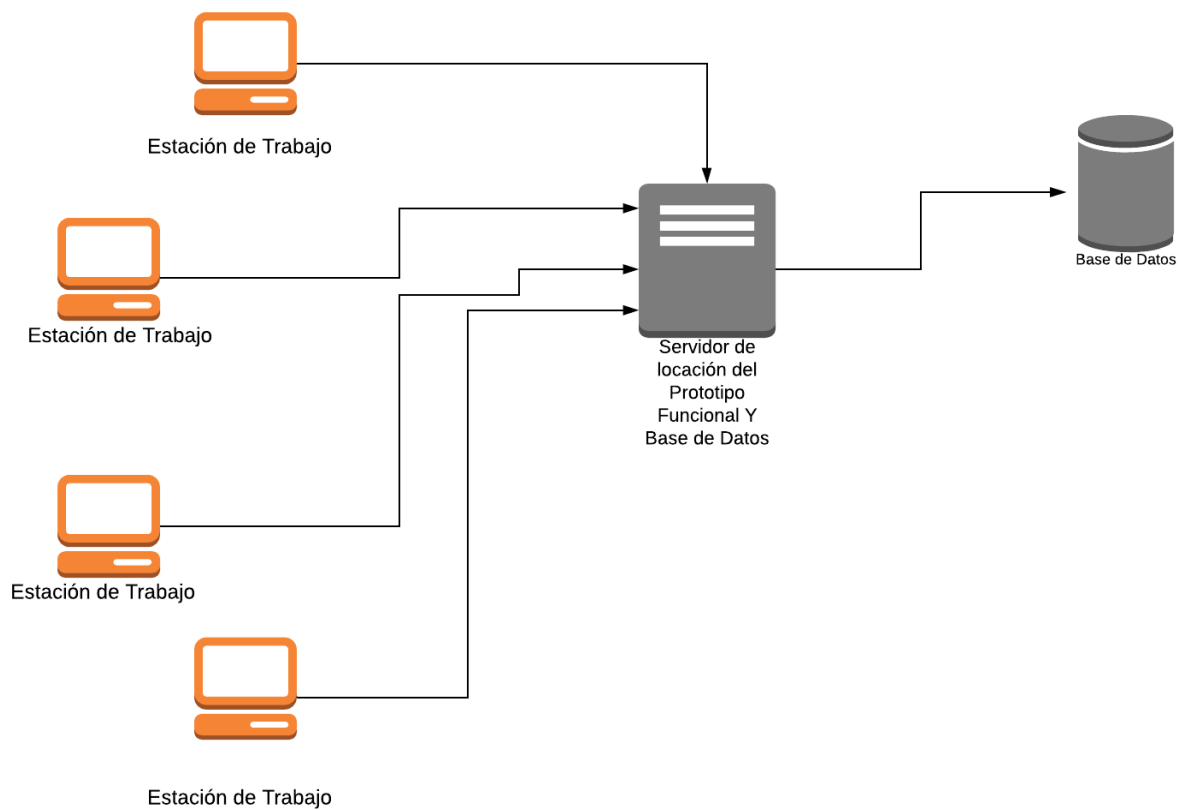 Estación de Trabajo
Base de Datos
Estación de Trabajo
Servidor de
locación del
Prototipo
Funcional Y
Base de Datos
Estación de Trabajo
Estación de Trabajo